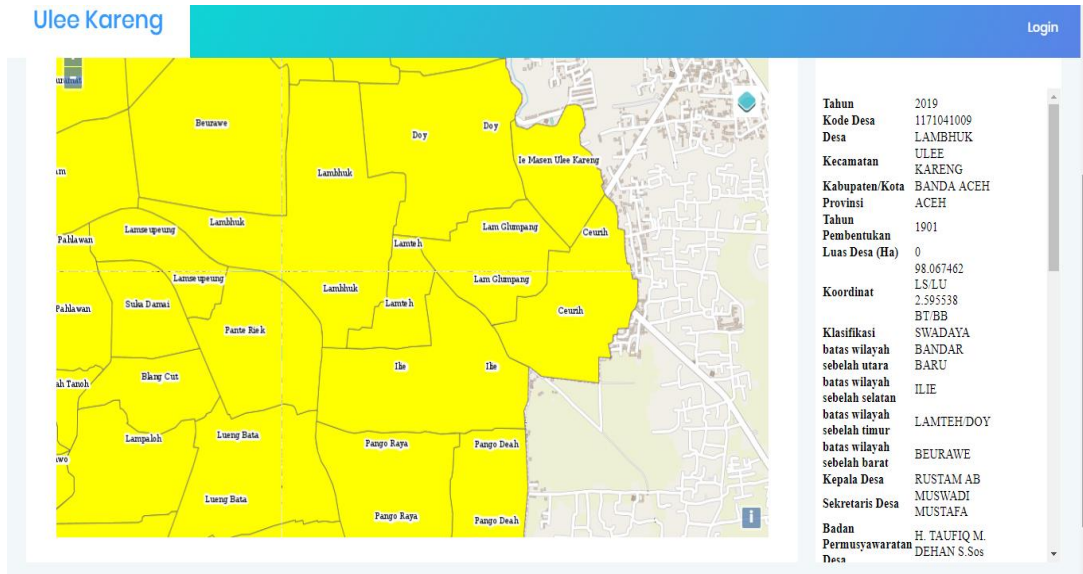 Ulee Kareng
Login
+
-
Beurawe
Doy
Doy
Ie Masen Ulee Kareng
Lambhuk
Lambhuk
Lamseupeung
Pahlawan
Lam Glumpang
Ceurih
Lamteh
Lamseupeung
Lambhuk
Lam Glumpang
Suka Damai
Pahlawan
Lamteh
Ceurih
Pante Riek
Ilie
Ilie
Blang Cut
ah Tanoh
Lampaloh
Lueng Bata
Pango Raya
Pango Deah
Lueng Bata
Pango Raya
Pango Deah
i
Tahun 2019
Kode Desa 1171041009
Desa LAMBHUK
Kecamatan ULEE
KARENG
Kabupaten/Kota BANDA ACEH
Provinsi ACEH
Tahun
Pembentukan 1901
Luas Desa (Ha) 0
Koordinat 98.067462
LS/LU
2.595538
BT/BB
Klasifikasi SWADAYA
batas wilayah BANDAR
sebelah utara BARU
batas wilayah
sebelah selatan ILIE
batas wilayah
sebelah timur LAMTEH/DOY
batas wilayah
sebelah barat BEURAWE
Kepala Desa RUSTAM AB
Sekretaris Desa MUSWADI
MUSTAFA
Badan
Permusyawaratan H. TAUFIQ M.
Desa DEHAN S.Sos